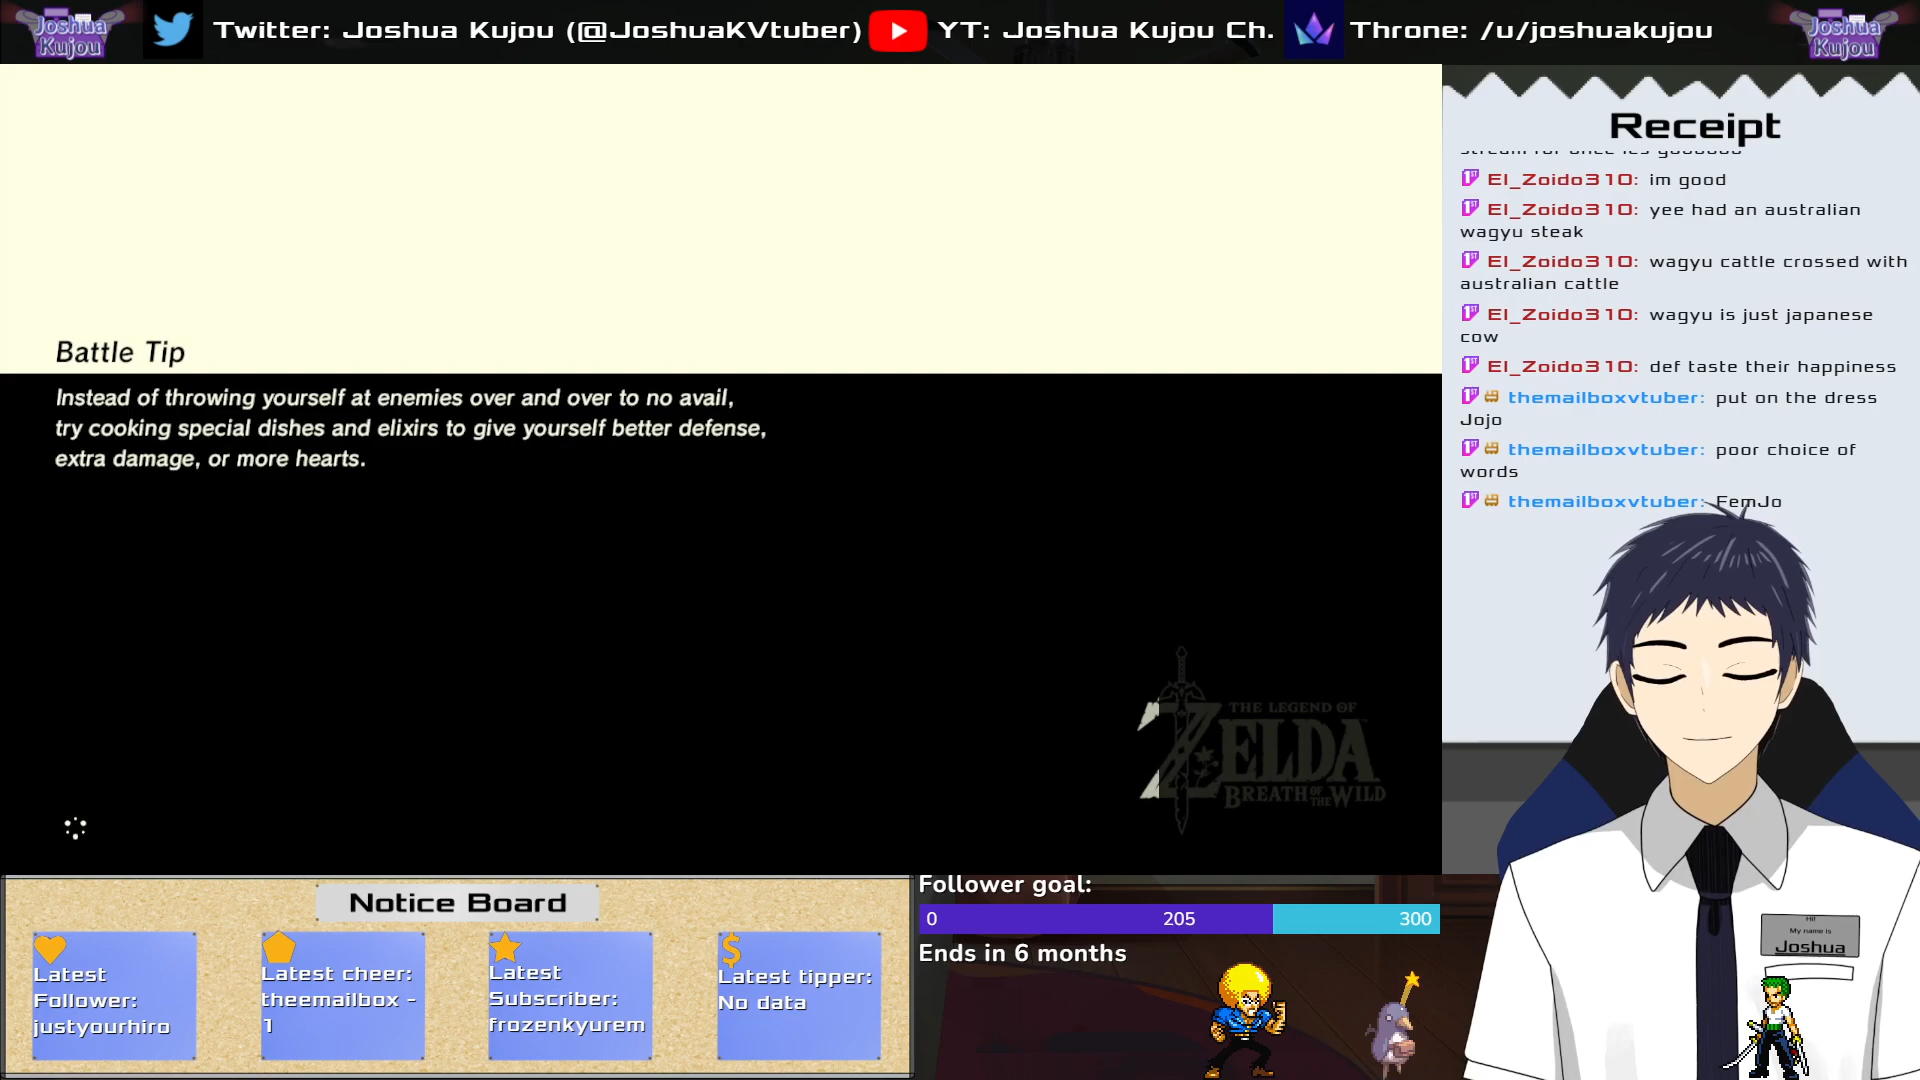 Joshua Kujou
Twitter: Joshua Kujou (@JoshuaKVtuber)
YT: Joshua Kujou Ch.
Throne: /u/joshuakujou
Joshua Kujou
Receipt
El_Zoido310: im good
El_Zoido310: yee had an australian
wagyu steak
El_Zoido310: wagyu cattle crossed with
australian cattle
El_Zoido310: wagyu is just japanese
cow
El_Zoido310: def taste their happiness
themailboxvtuber: put on the dress
Jojo
themailboxvtuber: poor choice of
words
themailboxvtuber: FemJo
Battle Tip
Instead of throwing yourself at enemies over and over to no avail,
try cooking special dishes and elixirs to give yourself better defense,
extra damage, or more hearts.
THE LEGEND OF
ZELDA
BREATH OF THE WILD
Notice Board
Latest
Follower:
justyourhiro
Latest cheer:
theemailbox -
1
Latest
Subscriber:
frozenkyurem
Latest tipper:
No data
Follower goal:
0 205 300
Ends in 6 months
Hi!
My name is
Joshua